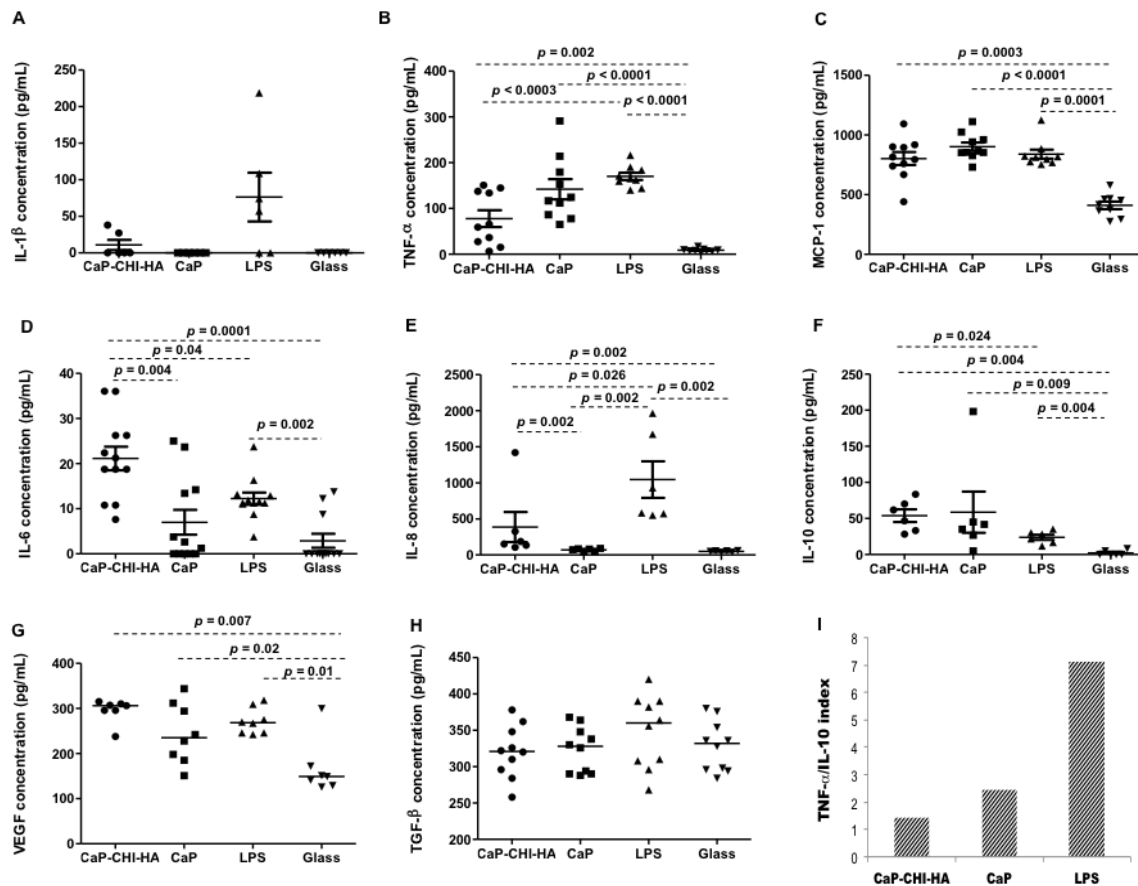 A
IL-1β concentration (pg/mL)
250
200
150
100
50
0
CaP-CHI-HA CaP LPS Glass
B
p = 0.002
p < 0.0001
p < 0.0003
p < 0.0001
TNF-α concentration (pg/mL)
400
300
200
100
0
CaP-CHI-HA CaP LPS Glass
C
p = 0.0003
p < 0.0001
p = 0.0001
MCP-1 concentration (pg/mL)
1500
1000
500
0
CaP-CHI-HA CaP LPS Glass
D
p = 0.0001
p = 0.04
p = 0.004
p = 0.002
IL-6 concentration (pg/mL)
40
30
20
10
0
CaP-CHI-HA CaP LPS Glass
E
p = 0.002
p = 0.026
p = 0.002
p = 0.002
p = 0.002
IL-8 concentration (pg/mL)
2500
2000
1500
1000
500
0
CaP-CHI-HA CaP LPS Glass
F
p = 0.024
p = 0.004
p = 0.009
p = 0.004
IL-10 concentration (pg/mL)
250
200
150
100
50
0
CaP-CHI-HA CaP LPS Glass
G
p = 0.007
p = 0.02
p = 0.01
VEGF concentration (pg/mL)
400
300
200
100
0
CaP-CHI-HA CaP LPS Glass
H
TGF-β concentration (pg/mL)
450
400
350
300
250
200
CaP-CHI-HA CaP LPS Glass
I
TNF-α/IL-10 index
8
7
6
5
4
3
2
1
0
CaP-CHI-HA CaP LPS